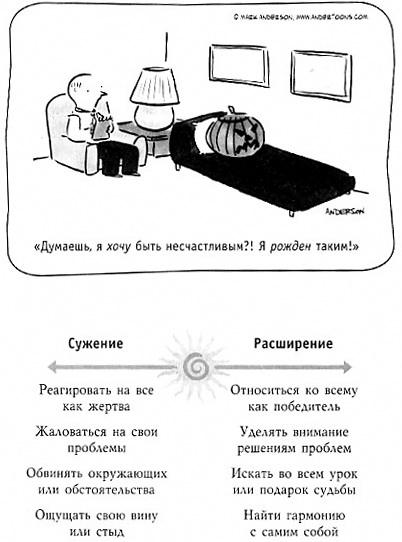 © MARK ANDERSON, WWW.ANDERTOONS.COM
ANDERSON
«Думаешь, я хочу быть несчастливым?! Я рожден таким!»
Сужение
Расширение
Реагировать на все
как жертва
Относиться ко всему
как победитель
Жаловаться на свои
проблемы
Уделять внимание
решениям проблем
Обвинять окружающих
или обстоятельства
Искать во всем урок
или подарок судьбы
Ощущать свою вину
или стыд
Найти гармонию
с самим собой